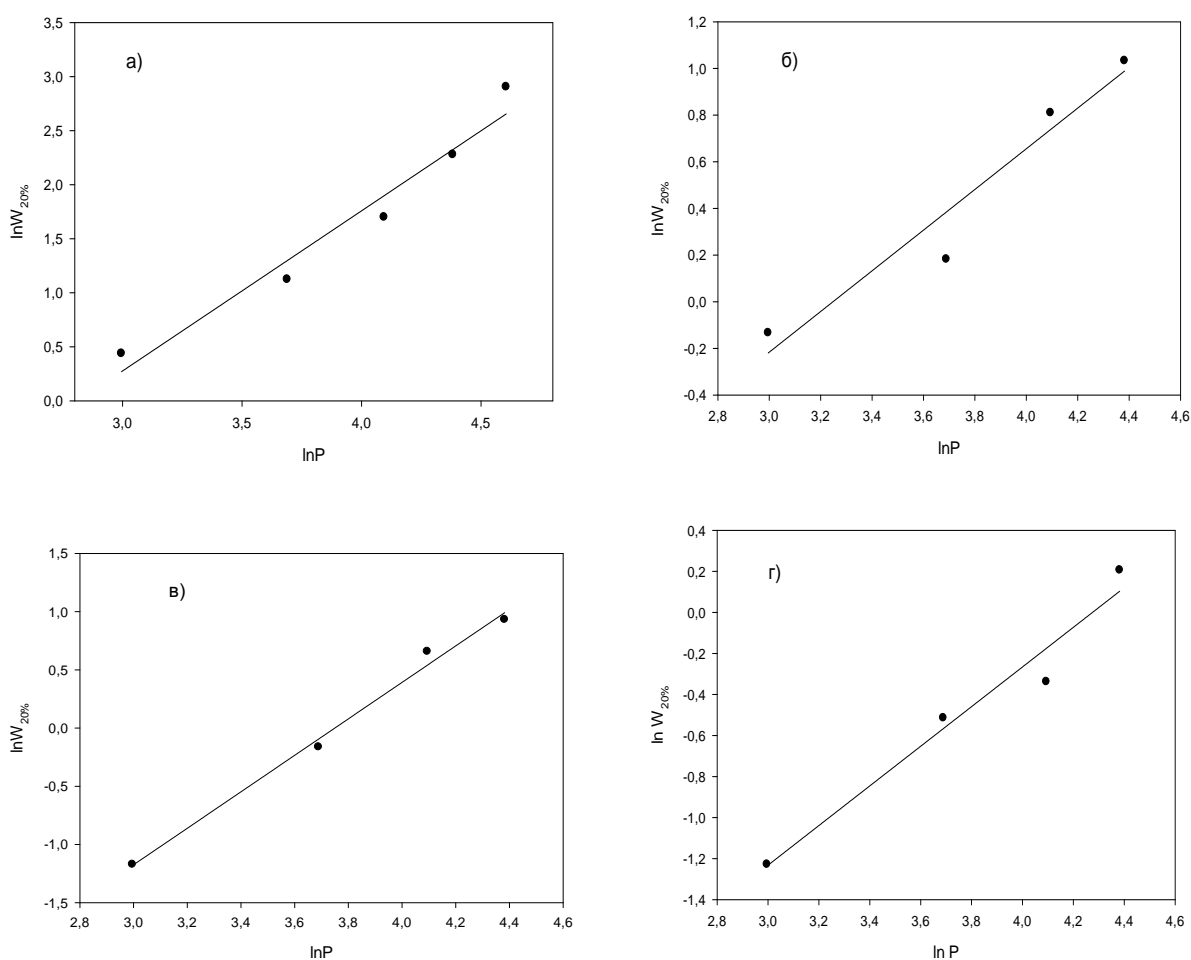 а)
3,5
3,0
2,5
2,0
1,5
1,0
0,5
0,0
lnW20%
3,0 3,5 4,0 4,5
lnP
б)
1,2
1,0
0,8
0,6
0,4
0,2
0,0
-0,2
-0,4
lnW20%
2,8 3,0 3,2 3,4 3,6 3,8 4,0 4,2 4,4 4,6
lnP
в)
1,5
1,0
0,5
0,0
-0,5
-1,0
-1,5
lnW20%
2,8 3,0 3,2 3,4 3,6 3,8 4,0 4,2 4,4 4,6
lnP
г)
0,4
0,2
0,0
-0,2
-0,4
-0,6
-0,8
-1,0
-1,2
-1,4
ln W20%
2,8 3,0 3,2 3,4 3,6 3,8 4,0 4,2 4,4 4,6
ln P